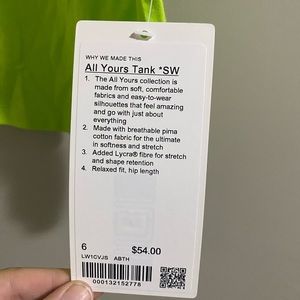 WHY WE MADE THIS
All Yours Tank *SW
1. The All Yours collection is
made from soft, comfortable
fabrics and easy-to-wear
silhouettes that feel amazing
and go with just about
everything
2. Made with breathable pima
cotton fabric for the ultimate
in softness and stretch
3. Added Lycra® fibre for stretch
and shape retention
4. Relaxed fit, hip length
6
$54.00
LW1CVJS ABTH
000132152778